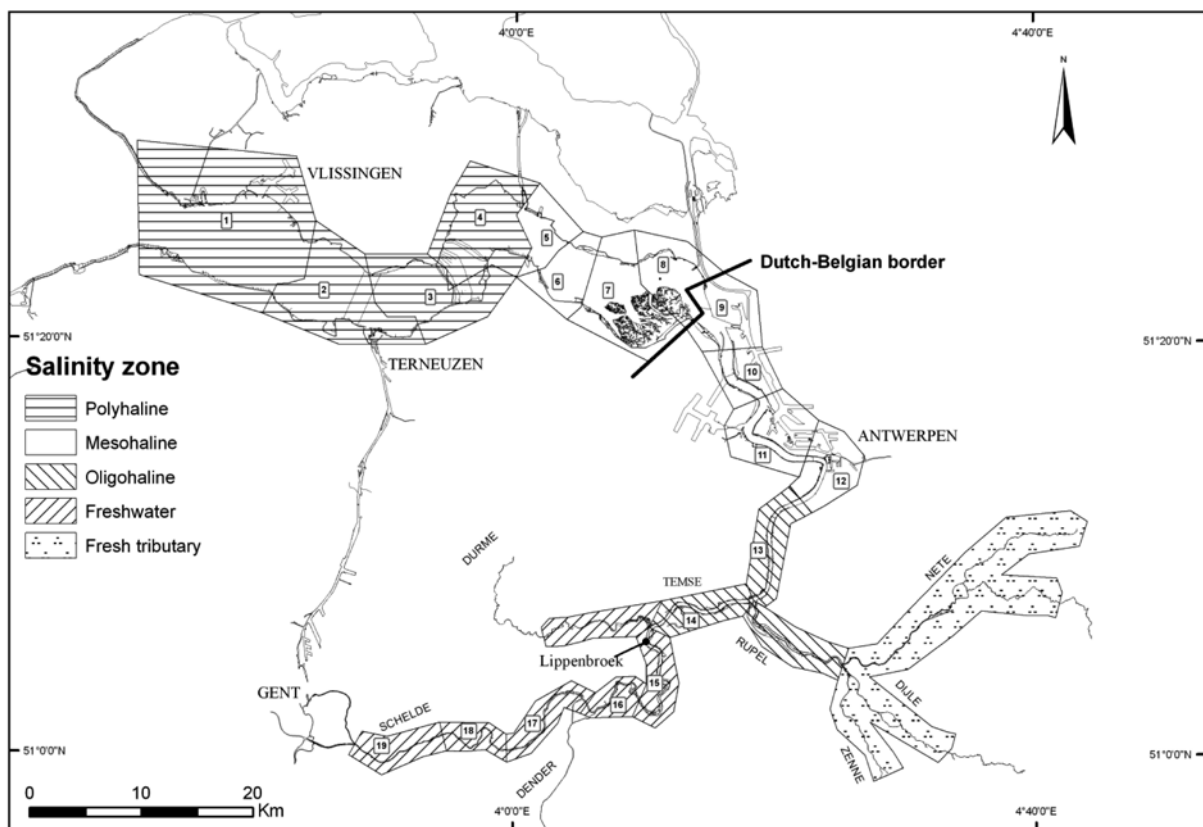 4°0'0"E
4°40'0"E
N
VLISSINGEN
1
4
5
8
Dutch-Belgian border
6
7
2
3
9
51°20'0"N
51°20'0"N
TERNEUZEN
Salinity zone
10
Polyhaline
Mesohaline
Oligohaline
Freshwater
Fresh tributary
ANTWERPEN
11
12
13
DURME
TEMSE
NETE
14
RUPEL
Lippenbroek
15
DIJLE
GENT
16
SCHELDE
17
18
19
51°0'0"N
51°0'0"N
ZENNE
DENDER
0 10 20
Km
4°0'0"E
4°40'0"E